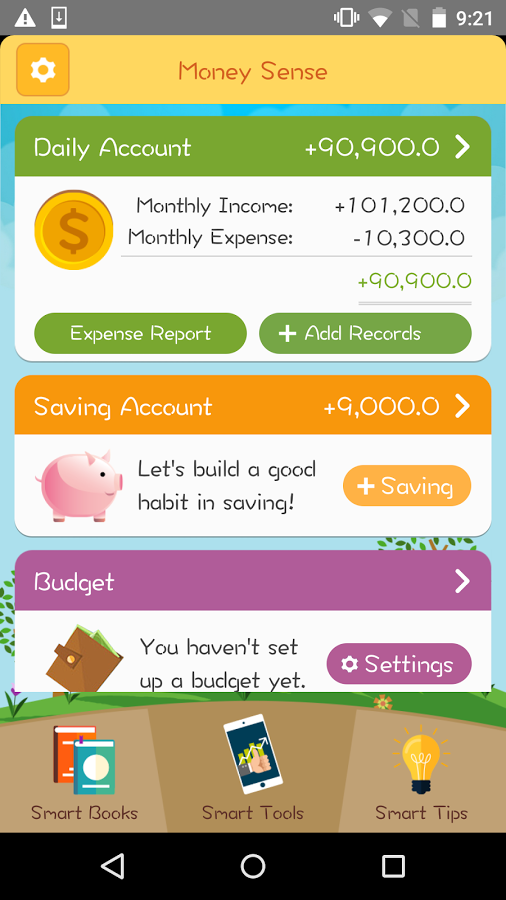 9:21
Money Sense
Daily Account +90,900.0
$
Monthly Income: +101,200.0
Monthly Expense: -10,300.0
+90,900.0
Expense Report + Add Records
Saving Account +9,000.0
Let's build a good
habit in saving!
+ Saving
Budget
You haven't set
up a budget yet.
Settings
Smart Books Smart Tools Smart Tips